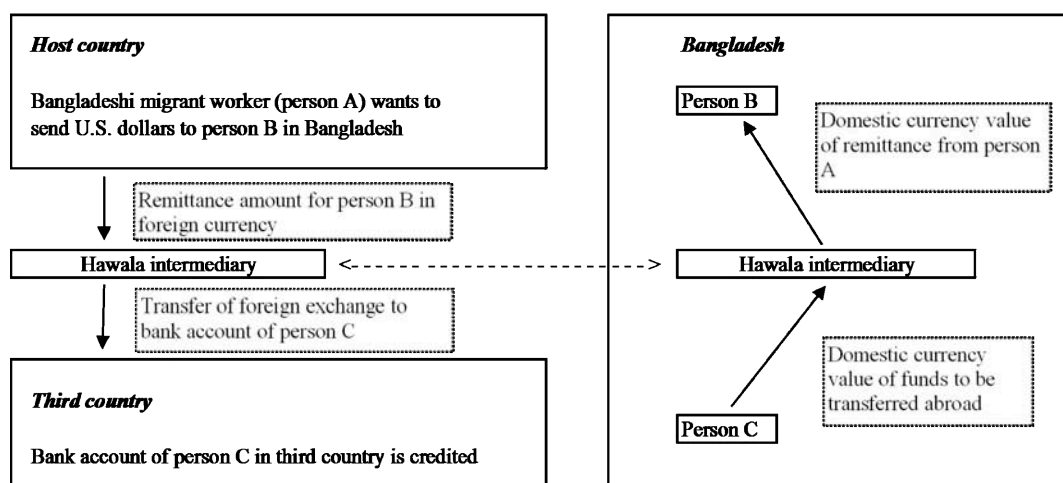 Host country
Bangladeshi migrant worker (person A) wants to
send U.S. dollars to person B in Bangladesh
Remittance amount for person B in
foreign currency
Hawala intermediary
Transfer of foreign exchange to
bank account of person C
Third country
Bank account of person C in third country is credited
Bangladesh
Person B
Domestic currency value
of remittance from person
A
Hawala intermediary
Domestic currency
value of funds to be
transferred abroad
Person C